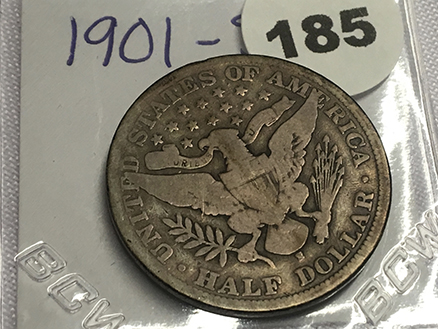 1901-S
185
UNITED STATES OF AMERICA
HALF DOLLAR
S
BCW
BCW